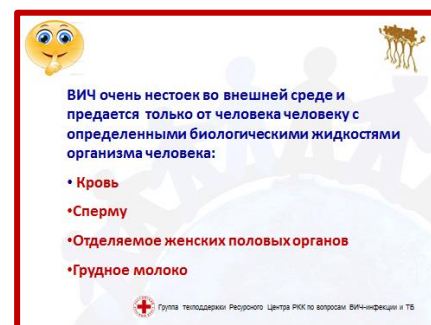 ВИЧ очень нестоек во внешней среде и
предается только от человека человеку с
определенными биологическими жидкостями
организма человека:
• Кровь
•Сперму
•Отделяемое женских половых органов
•Грудное молоко
Группа техподдержки Ресурсного Центра РКК по вопросам ВИЧ-инфекции и ТБ